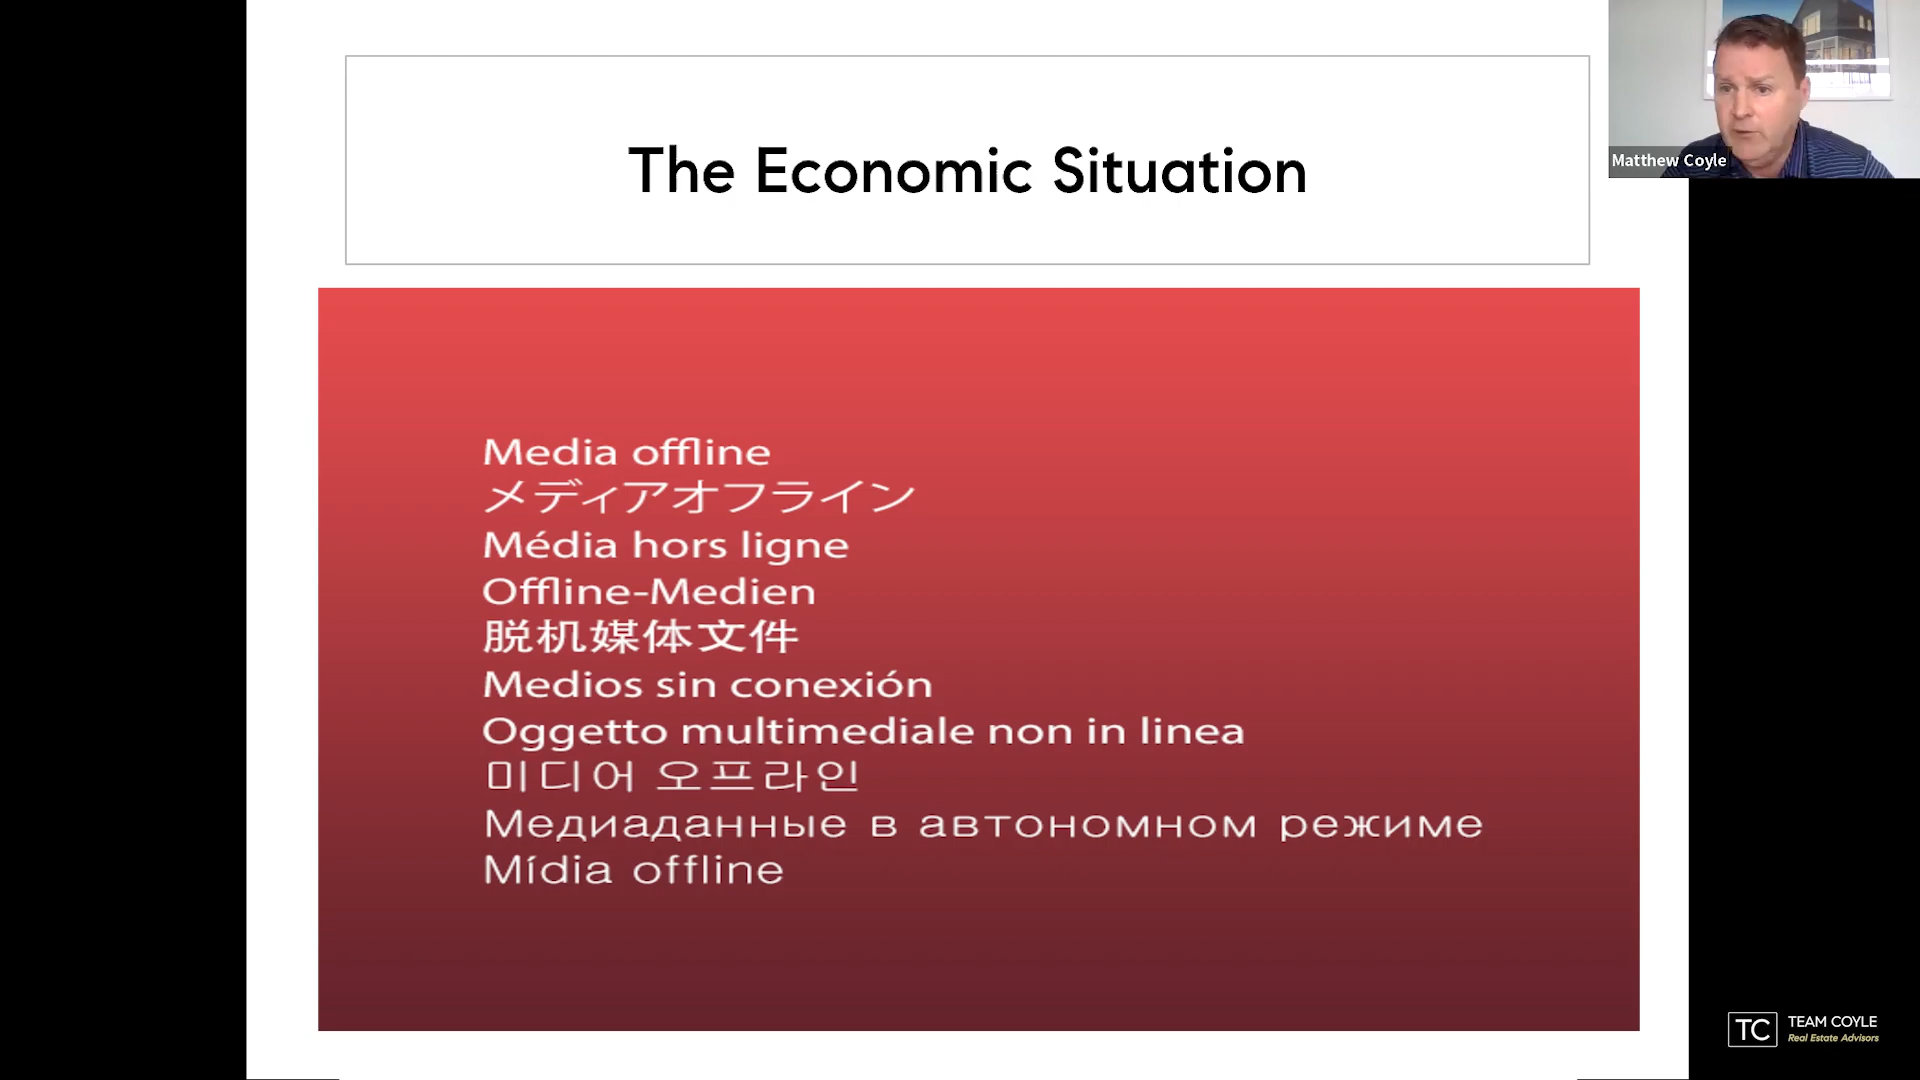 The Economic Situation
Matthew Coyle
Media offline
メディアオフライン
Média hors ligne
Offline-Medien
脱机媒体文件
Medios sin conexión
Oggetto multimediale non in linea
미디어 오프라인
Медиаданные в автономном режиме
Mídia offline
TC
TEAM COYLE
Real Estate Advisors